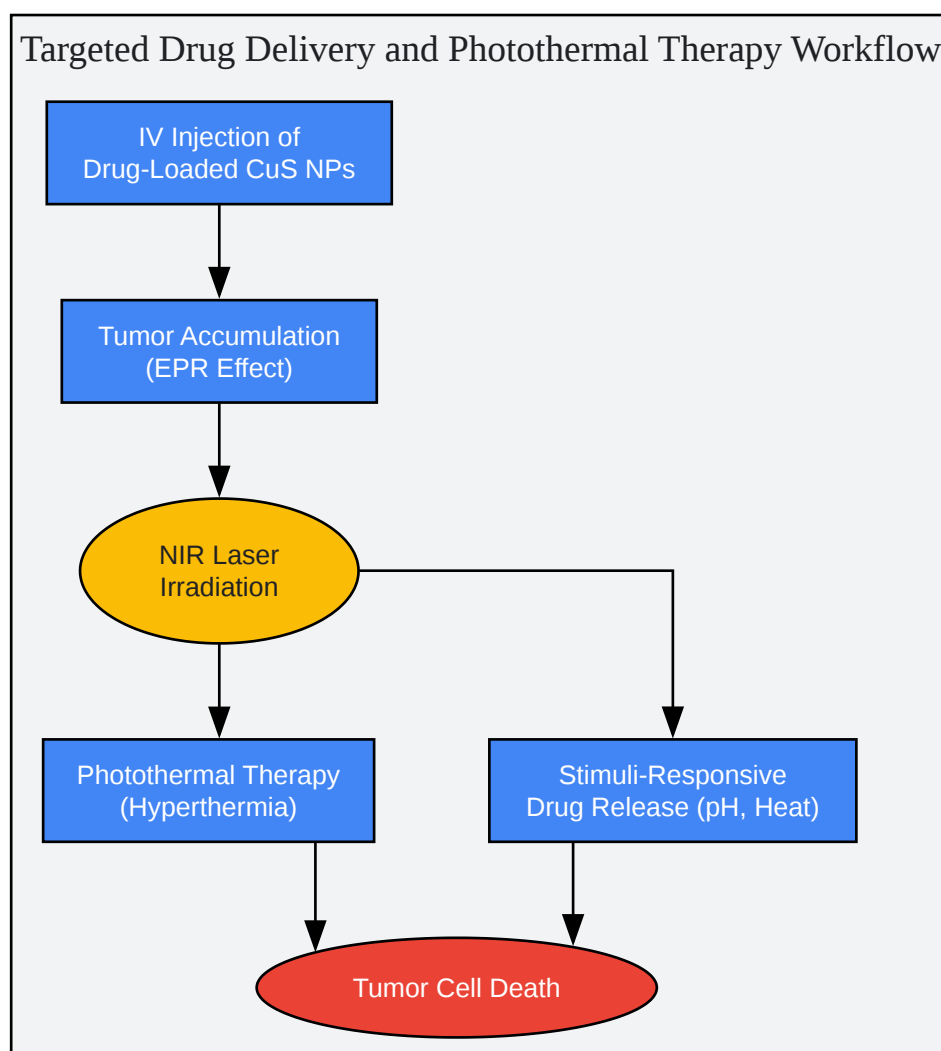 Targeted Drug Delivery and Photothermal Therapy Workflow
IV Injection of
Drug-Loaded CuS NPs
Tumor Accumulation
(EPR Effect)
NIR Laser
Irradiation
Photothermal Therapy
(Hyperthermia)
Stimuli-Responsive
Drug Release (pH, Heat)
Tumor Cell Death